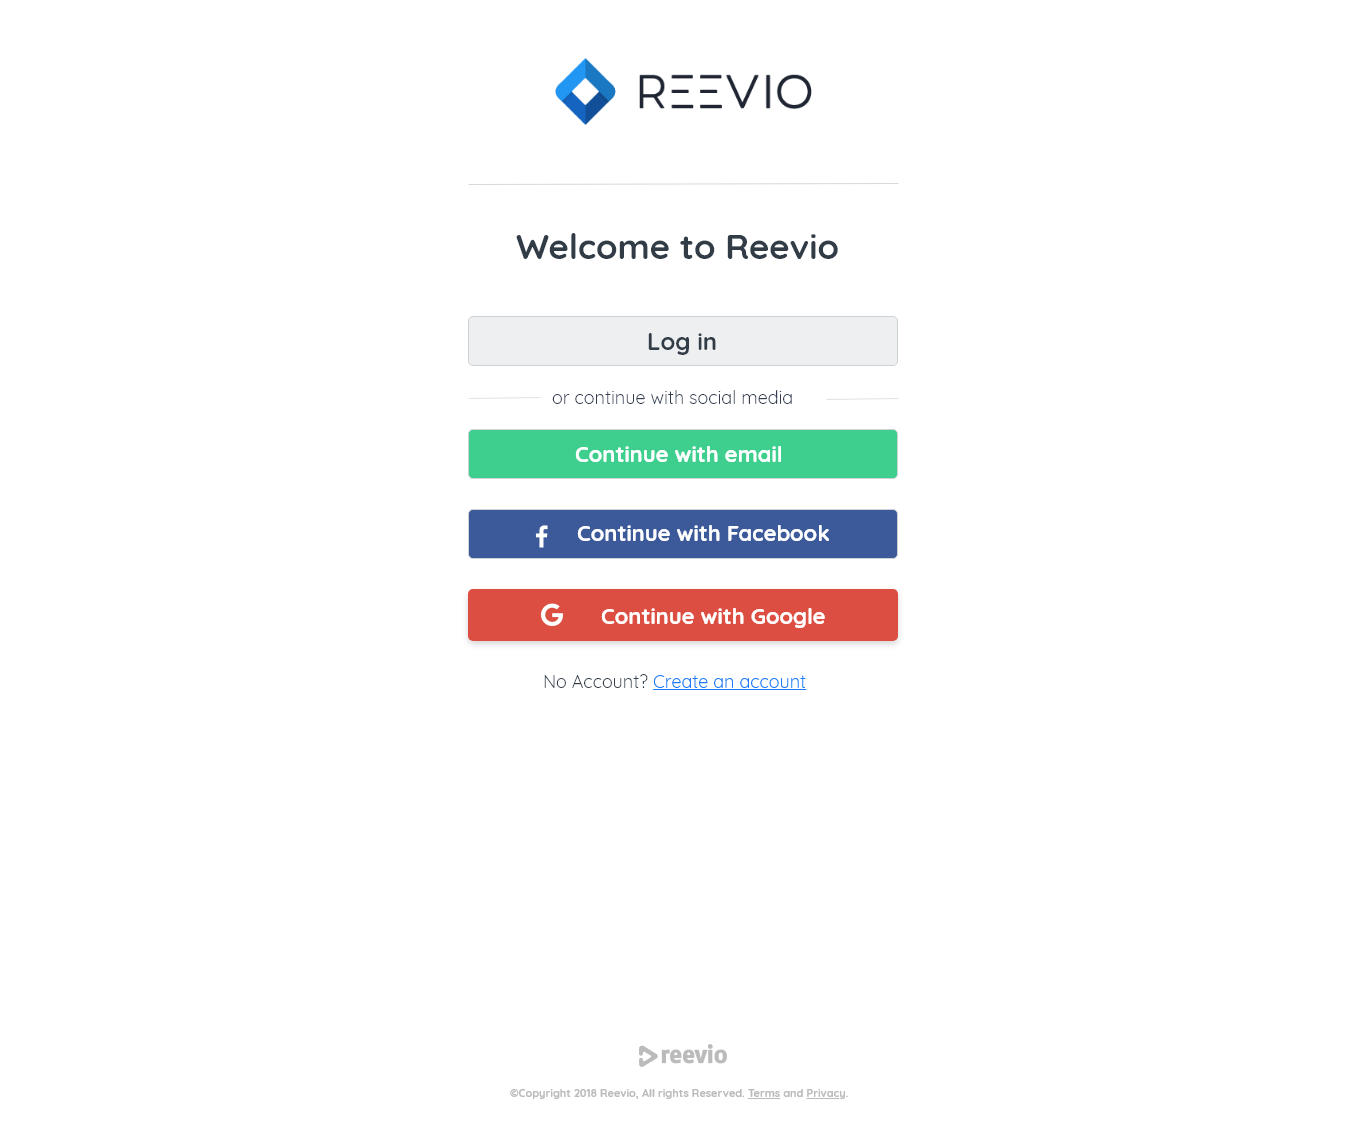 REEVIO
Welcome to Reevio
Log in
or continue with social media
Continue with email
Continue with Facebook
Continue with Google
No Account? Create an account
reevio
©Copyright 2018 Reevio, All rights Reserved. Terms and Privacy.